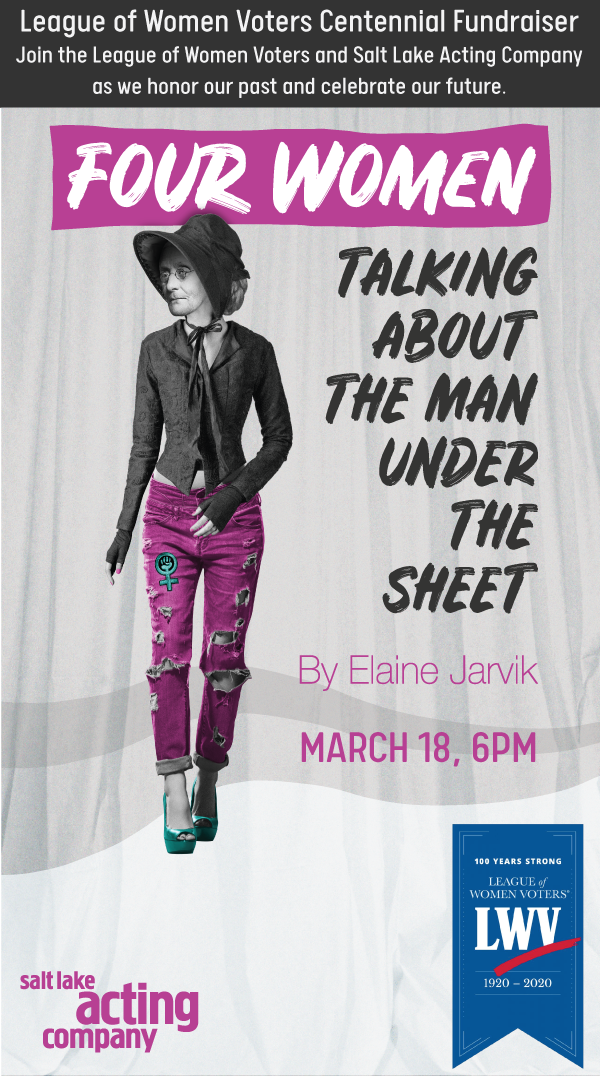 League of Women Voters Centennial Fundraiser
Join the League of Women Voters and Salt Lake Acting Company
as we honor our past and celebrate our future.
FOUR WOMEN
TALKING
ABOUT
THE MAN
UNDER
THE
SHEET
By Elaine Jarvik
MARCH 18, 6PM
100 YEARS STRONG
LEAGUE of
WOMEN VOTERS®
LWV
1920 – 2020
salt lake
acting
company